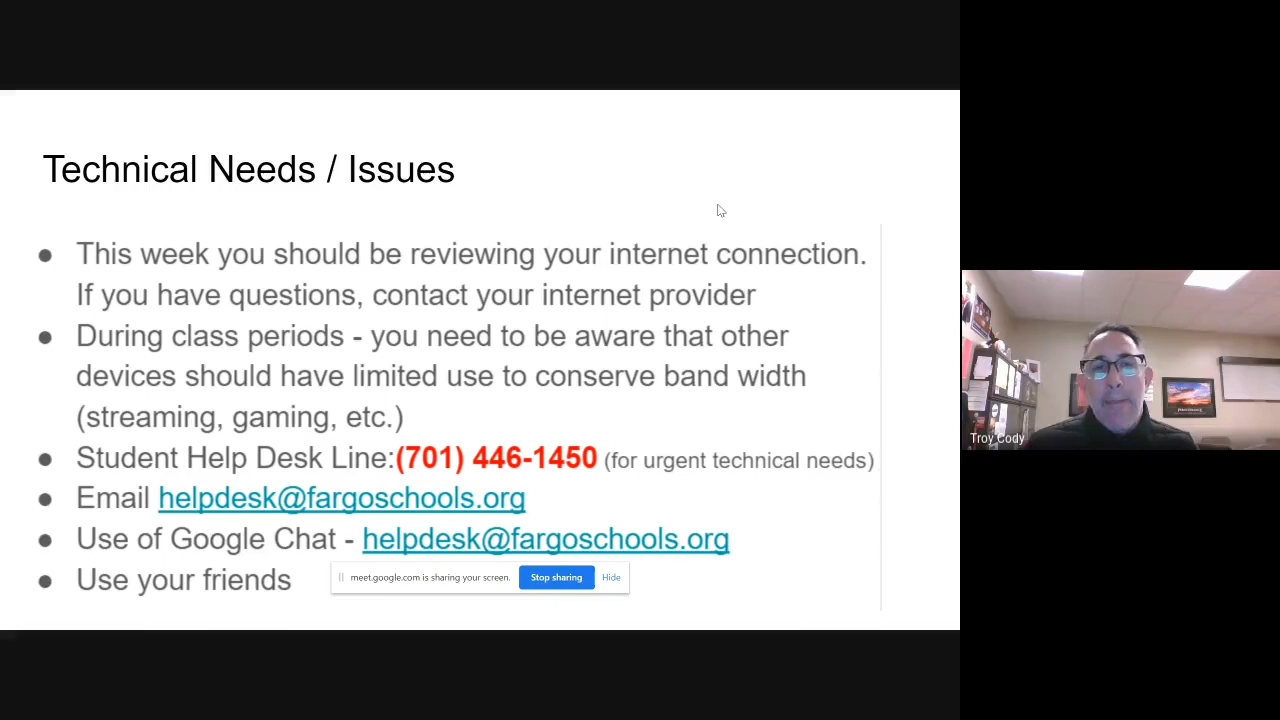 Technical Needs / Issues
● This week you should be reviewing your internet connection.
If you have questions, contact your internet provider
● During class periods - you need to be aware that other
devices should have limited use to conserve band width
(streaming, gaming, etc.)
● Student Help Desk Line:(701) 446-1450 (for urgent technical needs)
● Email helpdesk@fargoschools.org
● Use of Google Chat - helpdesk@fargoschools.org
● Use your friends
meet.google.com is sharing your screen. Stop sharing Hide
Troy Cody